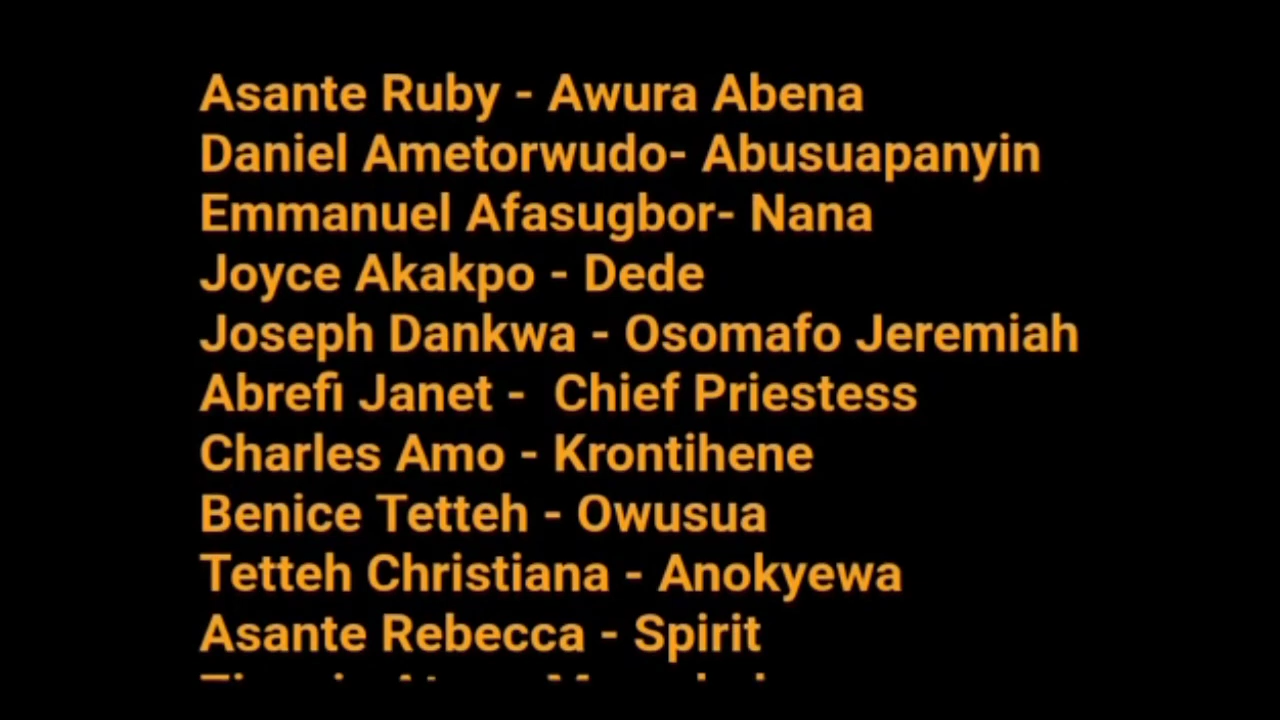 Asante Ruby - Awura Abena
Daniel Ametorwudo- Abusuapanyin
Emmanuel Afasugbor- Nana
Joyce Akakpo - Dede
Joseph Dankwa - Osomafo Jeremiah
Abrefi Janet -  Chief Priestess
Charles Amo - Krontihene
Benice Tetteh - Owusua
Tetteh Christiana - Anokyewa
Asante Rebecca - Spirit